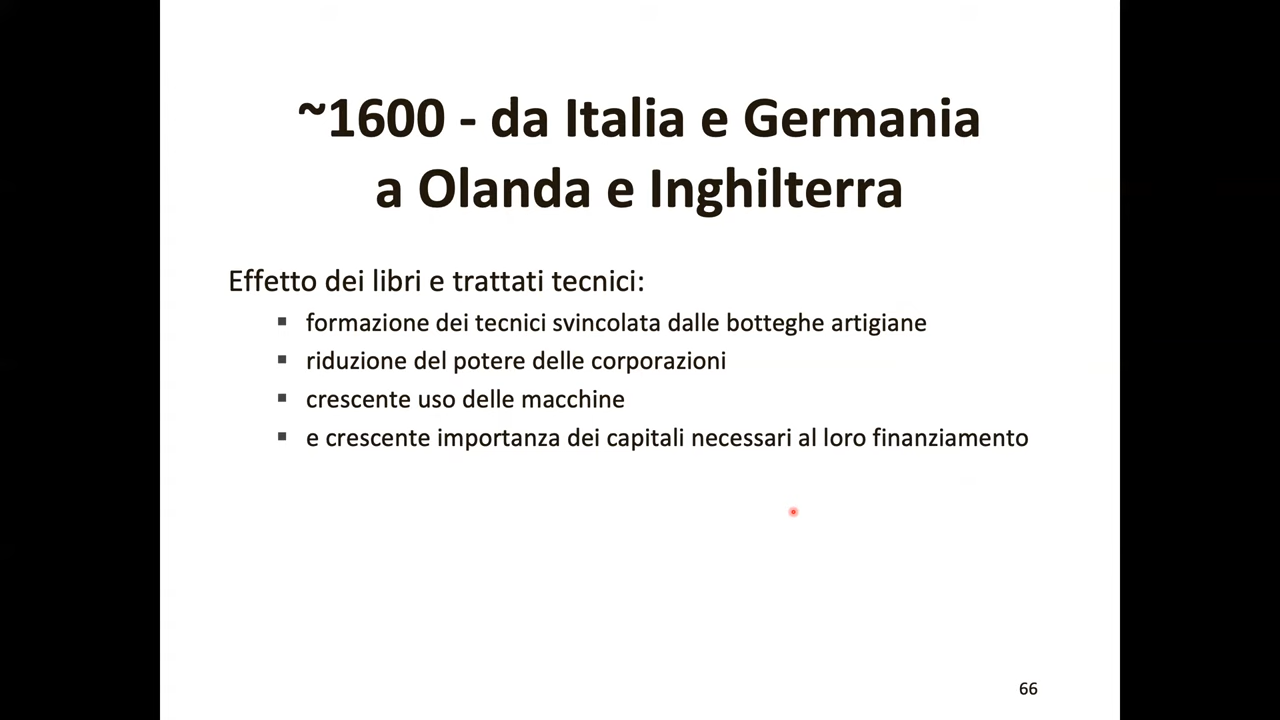 ~1600 - da Italia e Germania
a Olanda e Inghilterra
Effetto dei libri e trattati tecnici:
▪ formazione dei tecnici svincolata dalle botteghe artigiane
▪ riduzione del potere delle corporazioni
▪ crescente uso delle macchine
▪ e crescente importanza dei capitali necessari al loro finanziamento
66